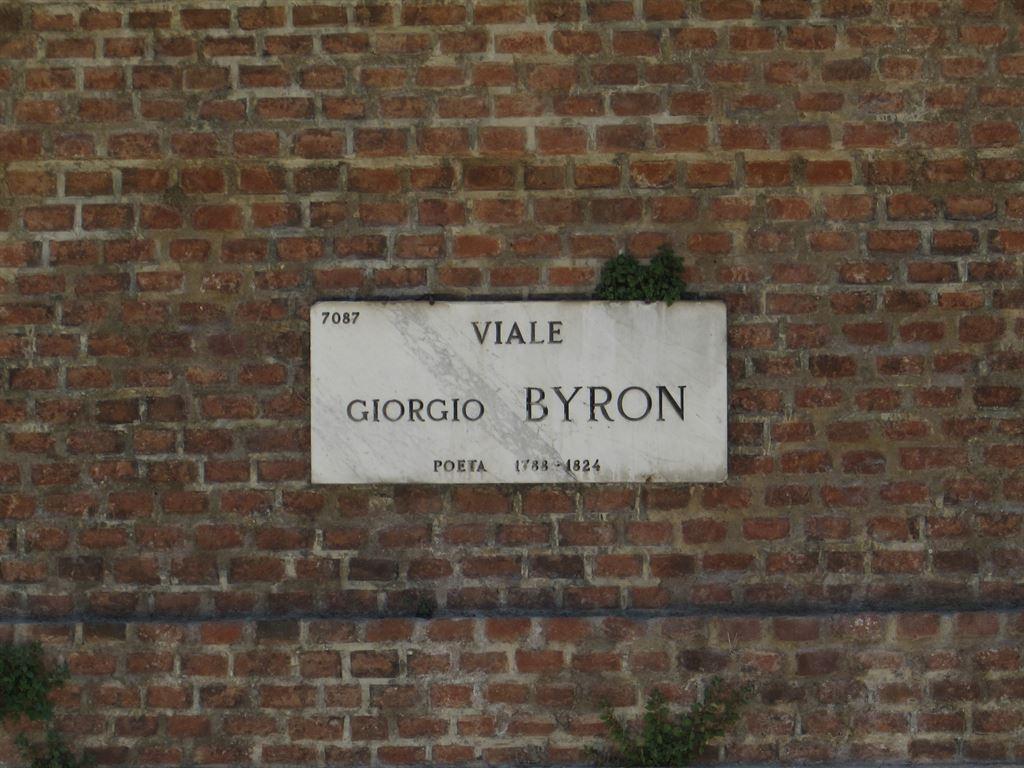 7087
VIALE
GIORGIO BYRON
POETA 1788-1824